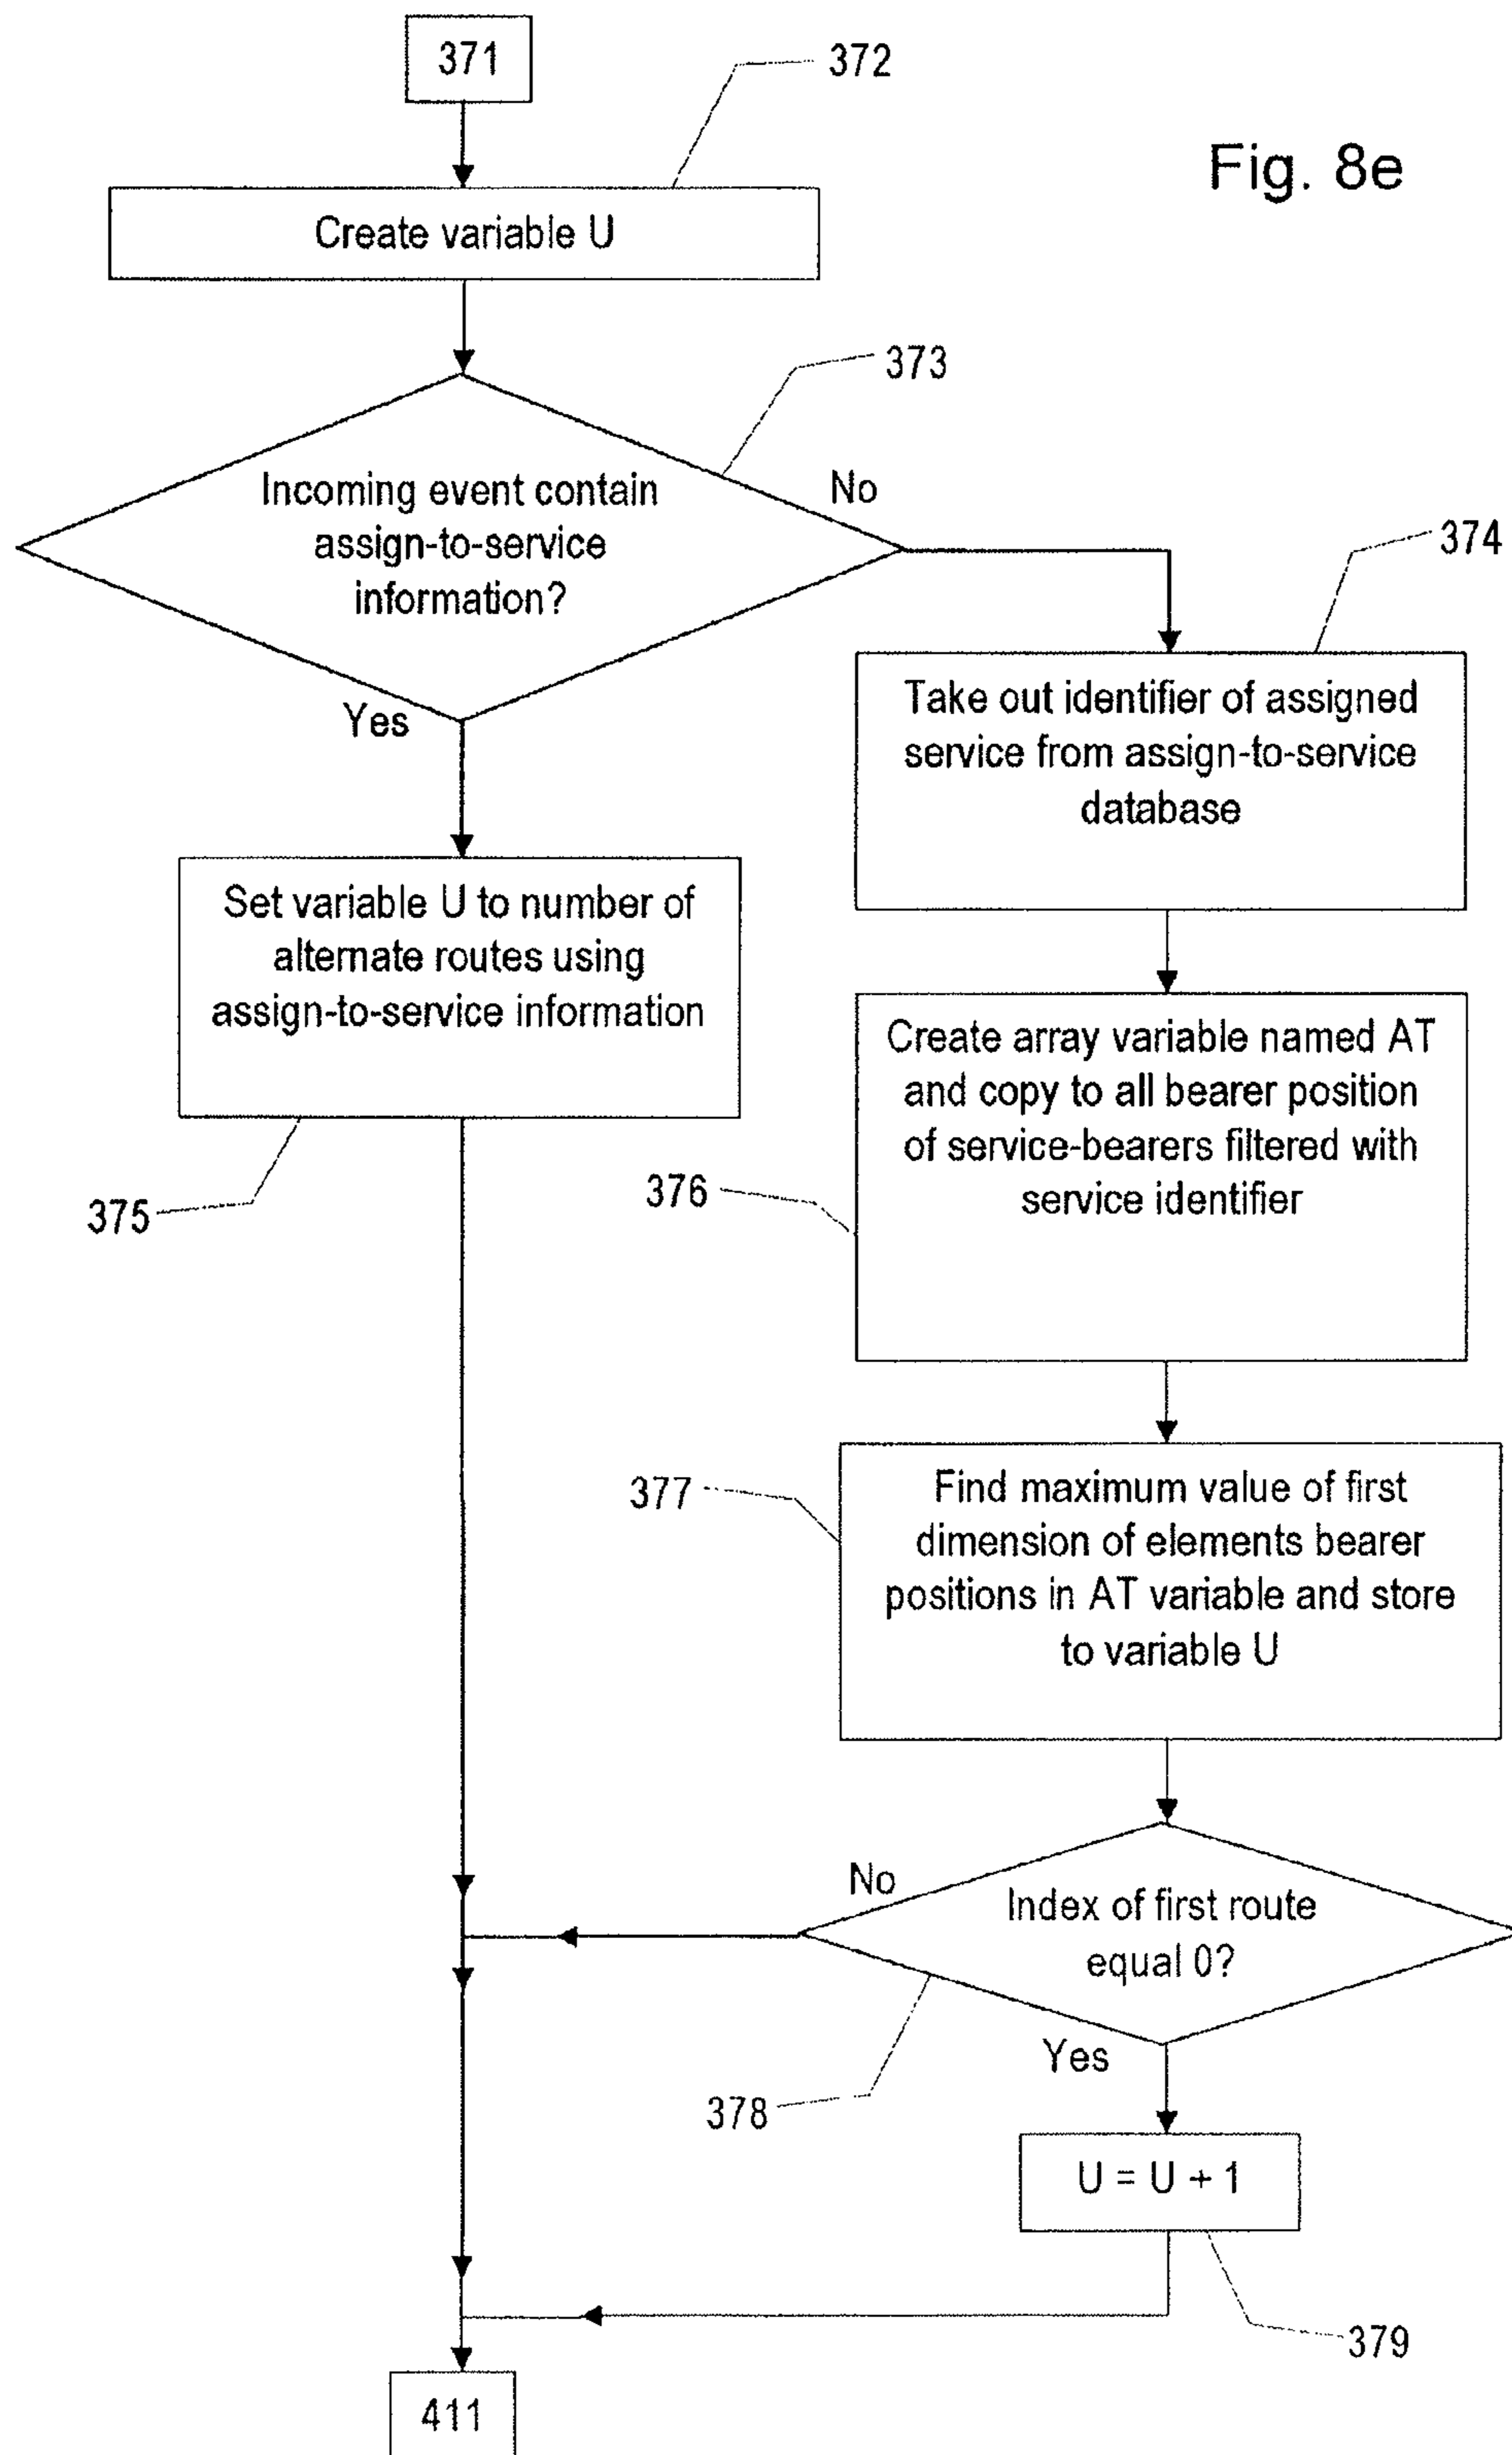 371
372
Fig. 8e
Create variable U
373
Incoming event contain
assign-to-service
information?
No
374
Yes
Take out identifier of assigned
service from assign-to-service
database
Set variable U to number of
alternate routes using
assign-to-service information
375
Create array variable named AT
and copy to all bearer position
of service-bearers filtered with
service identifier
376
377
Find maximum value of first
dimension of elements bearer
positions in AT variable and store
to variable U
No
Index of first route
equal 0?
Yes
378
U = U + 1
379
411